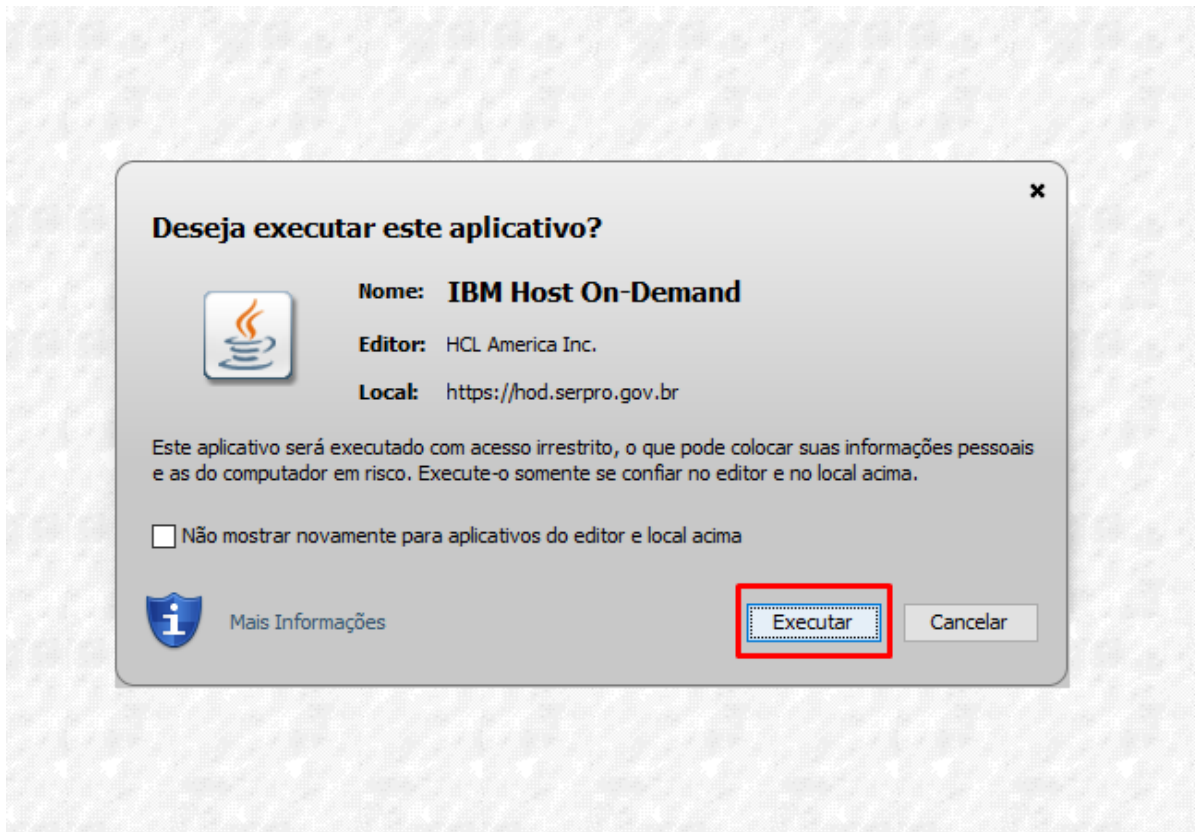 Deseja executar este aplicativo?
Nome: IBM Host On-Demand
Editor: HCL America Inc.
Local: https://hod.serpro.gov.br
Este aplicativo será executado com acesso irrestrito, o que pode colocar suas informações pessoais
e as do computador em risco. Execute-o somente se confiar no editor e no local acima.
Não mostrar novamente para aplicativos do editor e local acima
Mais Informações
Executar
Cancelar